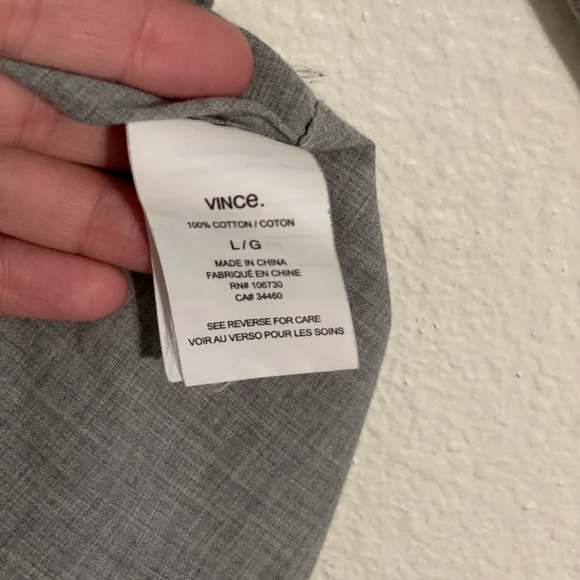 VINCe.
100% COTTON / COTON
L / G
MADE IN CHINA
FABRIQUÉ EN CHINE
RN# 106730
CA# 34460
SEE REVERSE FOR CARE
VOIR AU VERSO POUR LES SOINS